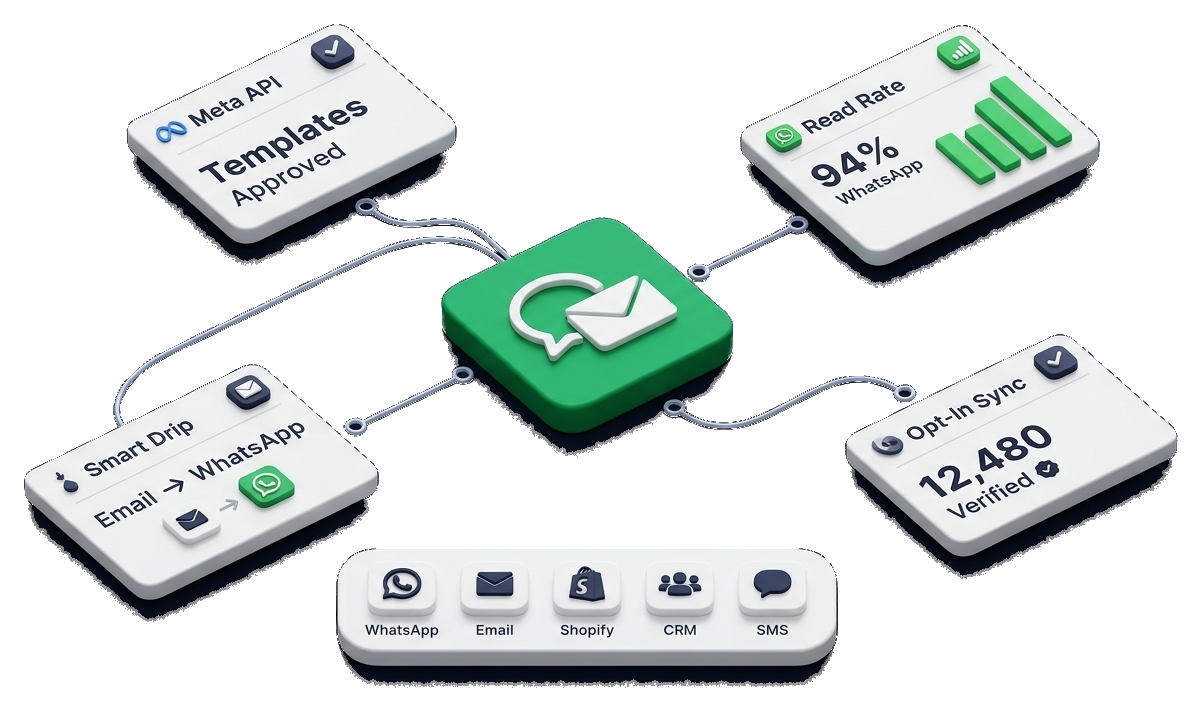 Meta API
Templates
Approved
Read Rate
94%
WhatsApp
Smart Drip
Email → WhatsApp
Opt-In Sync
12,480
Verified
WhatsApp
Email
Shopify
CRM
SMS